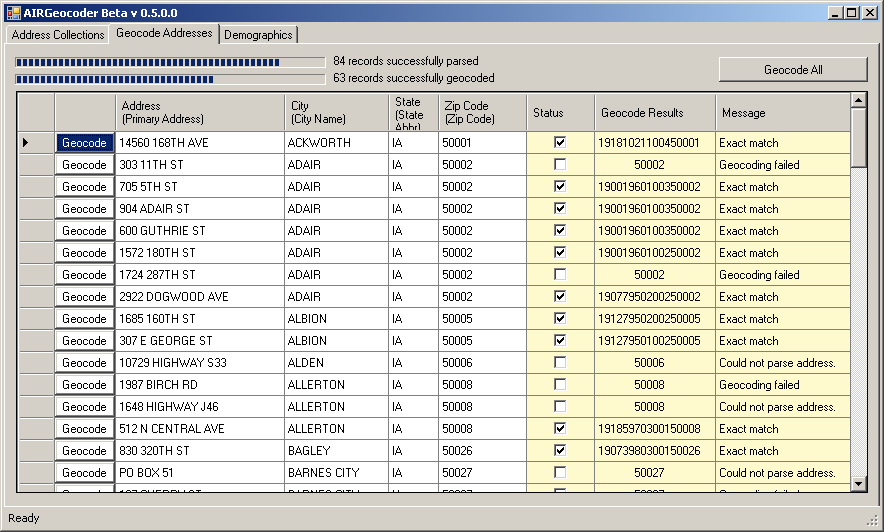 AIRGeocoder Beta v 0.5.0.0
Address Collections Geocode Addresses Demographics
84 records successfully parsed
63 records successfully geocoded
Geocode All
Address (Primary Address) City (City Name) State (State Abbr) Zip Code (Zip Code) Status Geocode Results Message
Geocode 14560 168TH AVE ACKWORTH IA 50001 19181021100450001 Exact match
Geocode 303 11TH ST ADAIR IA 50002 50002 Geocoding failed
Geocode 705 5TH ST ADAIR IA 50002 19001960100350002 Exact match
Geocode 904 ADAIR ST ADAIR IA 50002 19001960100350002 Exact match
Geocode 600 GUTHRIE ST ADAIR IA 50002 19001960100350002 Exact match
Geocode 1572 180TH ST ADAIR IA 50002 19001960100250002 Exact match
Geocode 1724 287TH ST ADAIR IA 50002 50002 Geocoding failed
Geocode 2922 DOGWOOD AVE ADAIR IA 50002 19077950200250002 Exact match
Geocode 1685 160TH ST ALBION IA 50005 19127950200250005 Exact match
Geocode 307 E GEORGE ST ALBION IA 50005 19127950100250005 Exact match
Geocode 10729 HIGHWAY S33 ALDEN IA 50006 50006 Could not parse address.
Geocode 1987 BIRCH RD ALLERTON IA 50008 50008 Geocoding failed
Geocode 1648 HIGHWAY J46 ALLERTON IA 50008 50008 Could not parse address.
Geocode 512 N CENTRAL AVE ALLERTON IA 50008 19185970300150008 Exact match
Geocode 830 320TH ST BAGLEY IA 50026 19073980300150026 Exact match
Geocode PO BOX 51 BARNES CITY IA 50027 50027 Could not parse address.
Ready